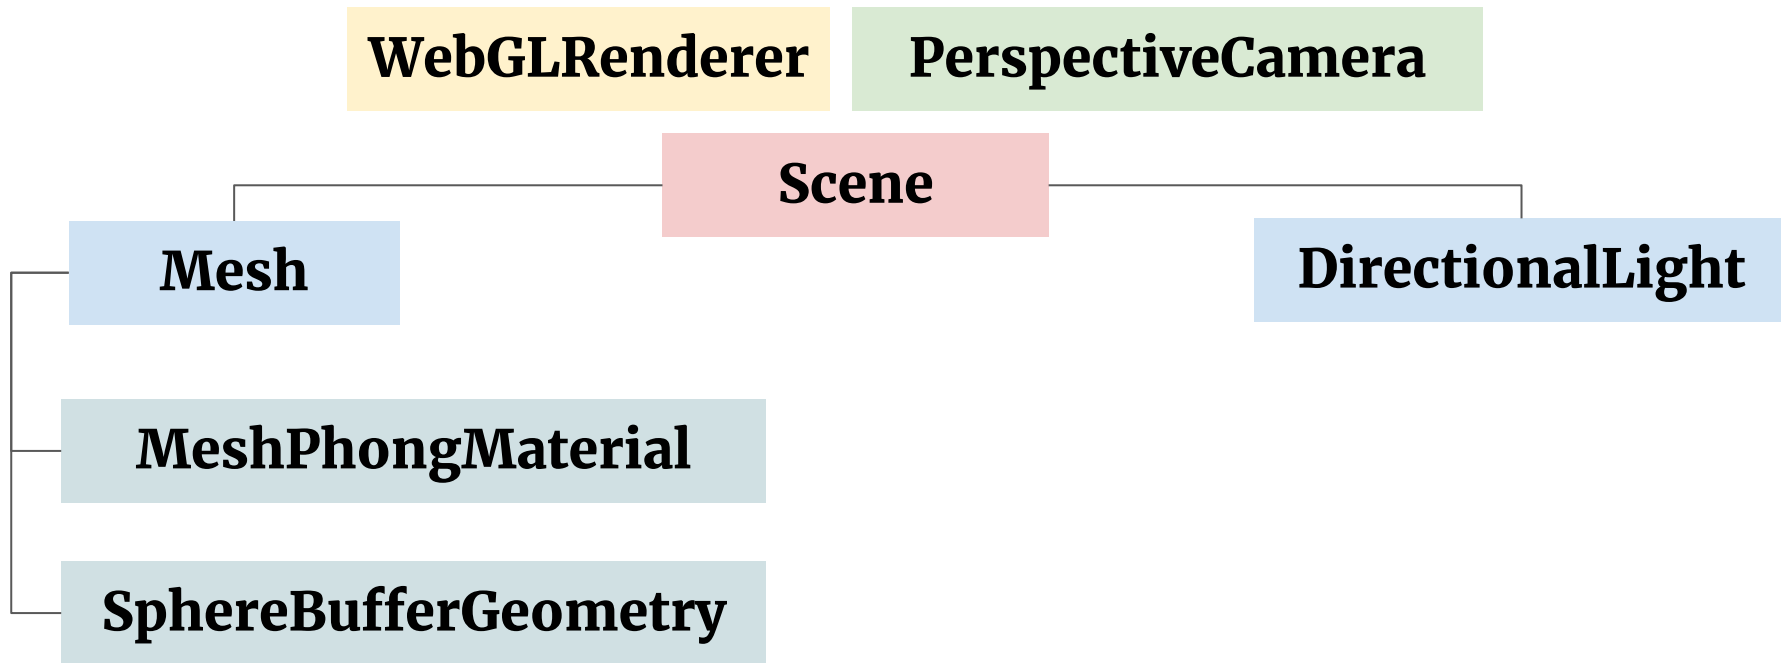 WebGLRenderer
PerspectiveCamera
Scene
Mesh
DirectionalLight
MeshPhongMaterial
SphereBufferGeometry